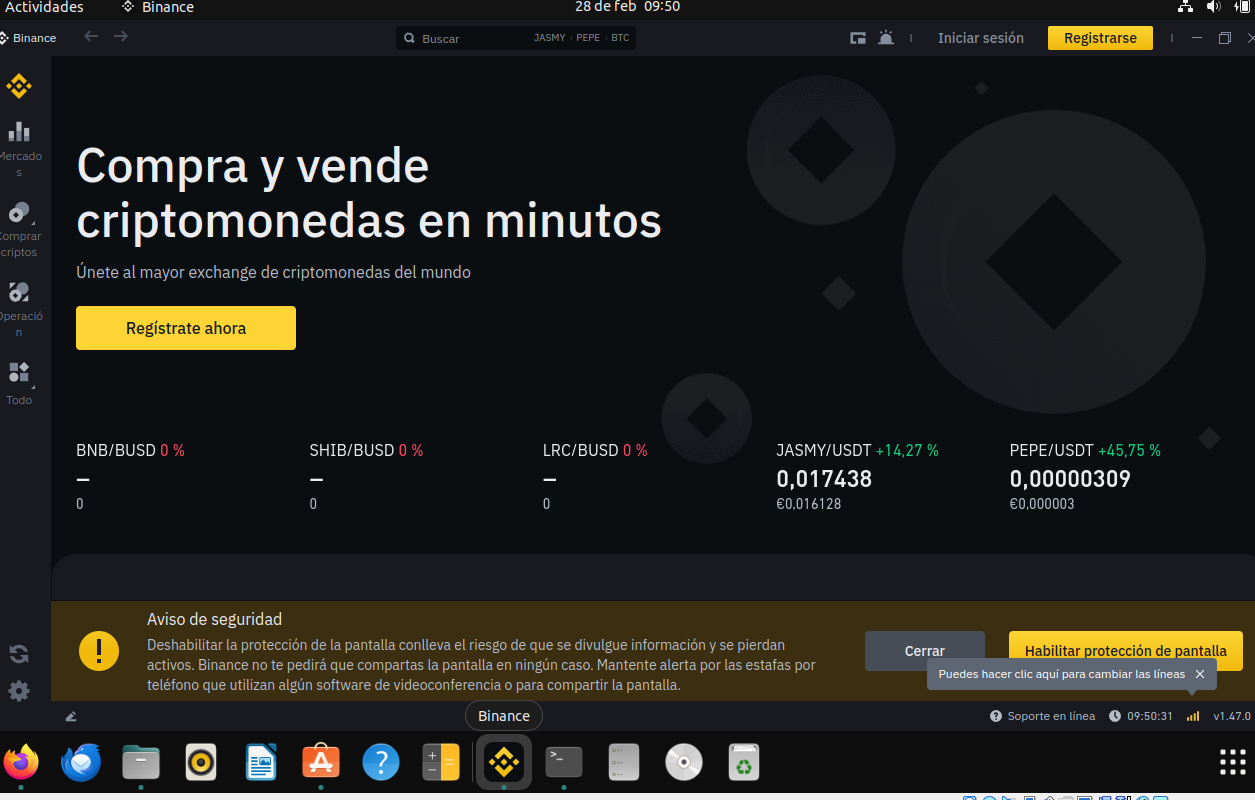 Actividades
Binance
28 de feb 09:50
Binance
Buscar
JASMY
PEPE
BTC
Iniciar sesión
Registrarse
Mercado
s
Comprar
criptos
Operació
n
Todo
Compra y vende
criptomonedas en minutos
Únete al mayor exchange de criptomonedas del mundo
Regístrate ahora
BNB/BUSD 0 %
–
0
SHIB/BUSD 0 %
–
0
LRC/BUSD 0 %
–
0
JASMY/USDT +14,27 %
0,017438
€0,016128
PEPE/USDT +45,75 %
0,00000309
€0,000003
Aviso de seguridad
Deshabilitar la protección de la pantalla conlleva el riesgo de que se divulgue información y se pierdan
activos. Binance no te pedirá que compartas la pantalla en ningún caso. Mantente alerta por las estafas por
teléfono que utilizan algún software de videoconferencia o para compartir la pantalla.
Cerrar
Habilitar protección de pantalla
Puedes hacer clic aquí para cambiar las líneas
Binance
Soporte en línea
09:50:31
v1.47.0